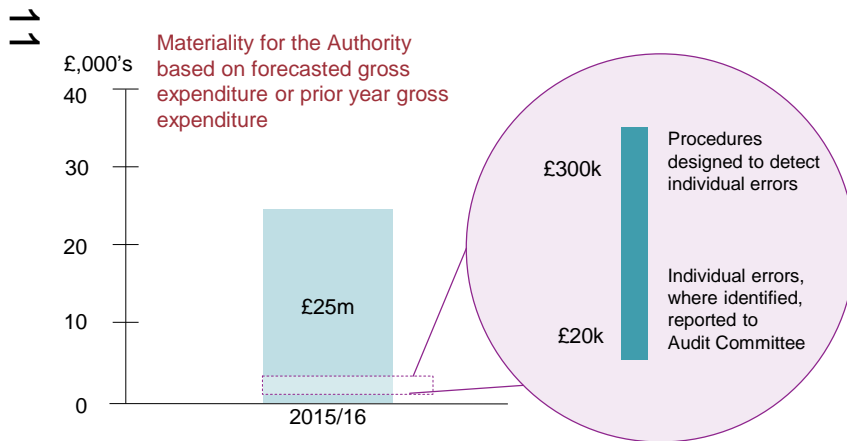 11
Materiality for the Authority
based on forecasted gross
expenditure or prior year gross
expenditure
£,000's
40
30
20
10
0
£25m
2015/16
£300k
Procedures
designed to detect
individual errors
£20k
Individual errors,
where identified,
reported to
Audit Committee